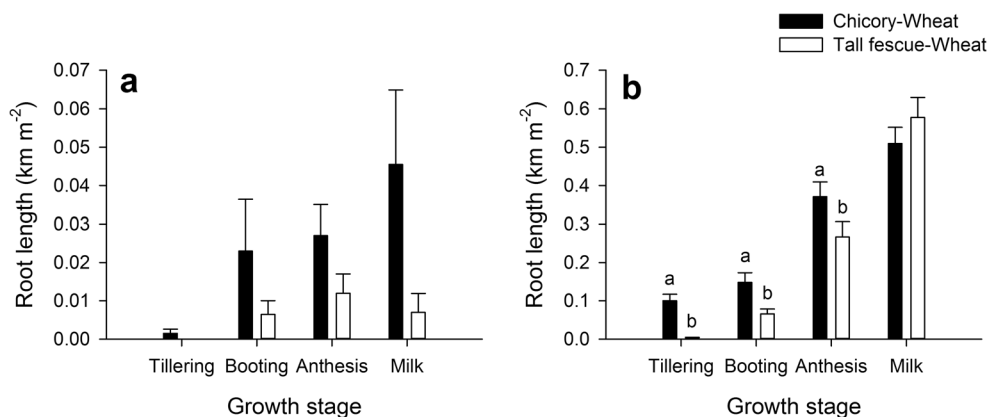 Chicory-Wheat
Tall fescue-Wheat
a
Root length (km m-2)
0.07
0.06
0.05
0.04
0.03
0.02
0.01
0.00
Tillering Booting Anthesis Milk
Growth stage
b
Root length (km m-2)
0.7
0.6
0.5
0.4
0.3
0.2
0.1
0.0
a
b
a
b
a
b
Tillering Booting Anthesis Milk
Growth stage